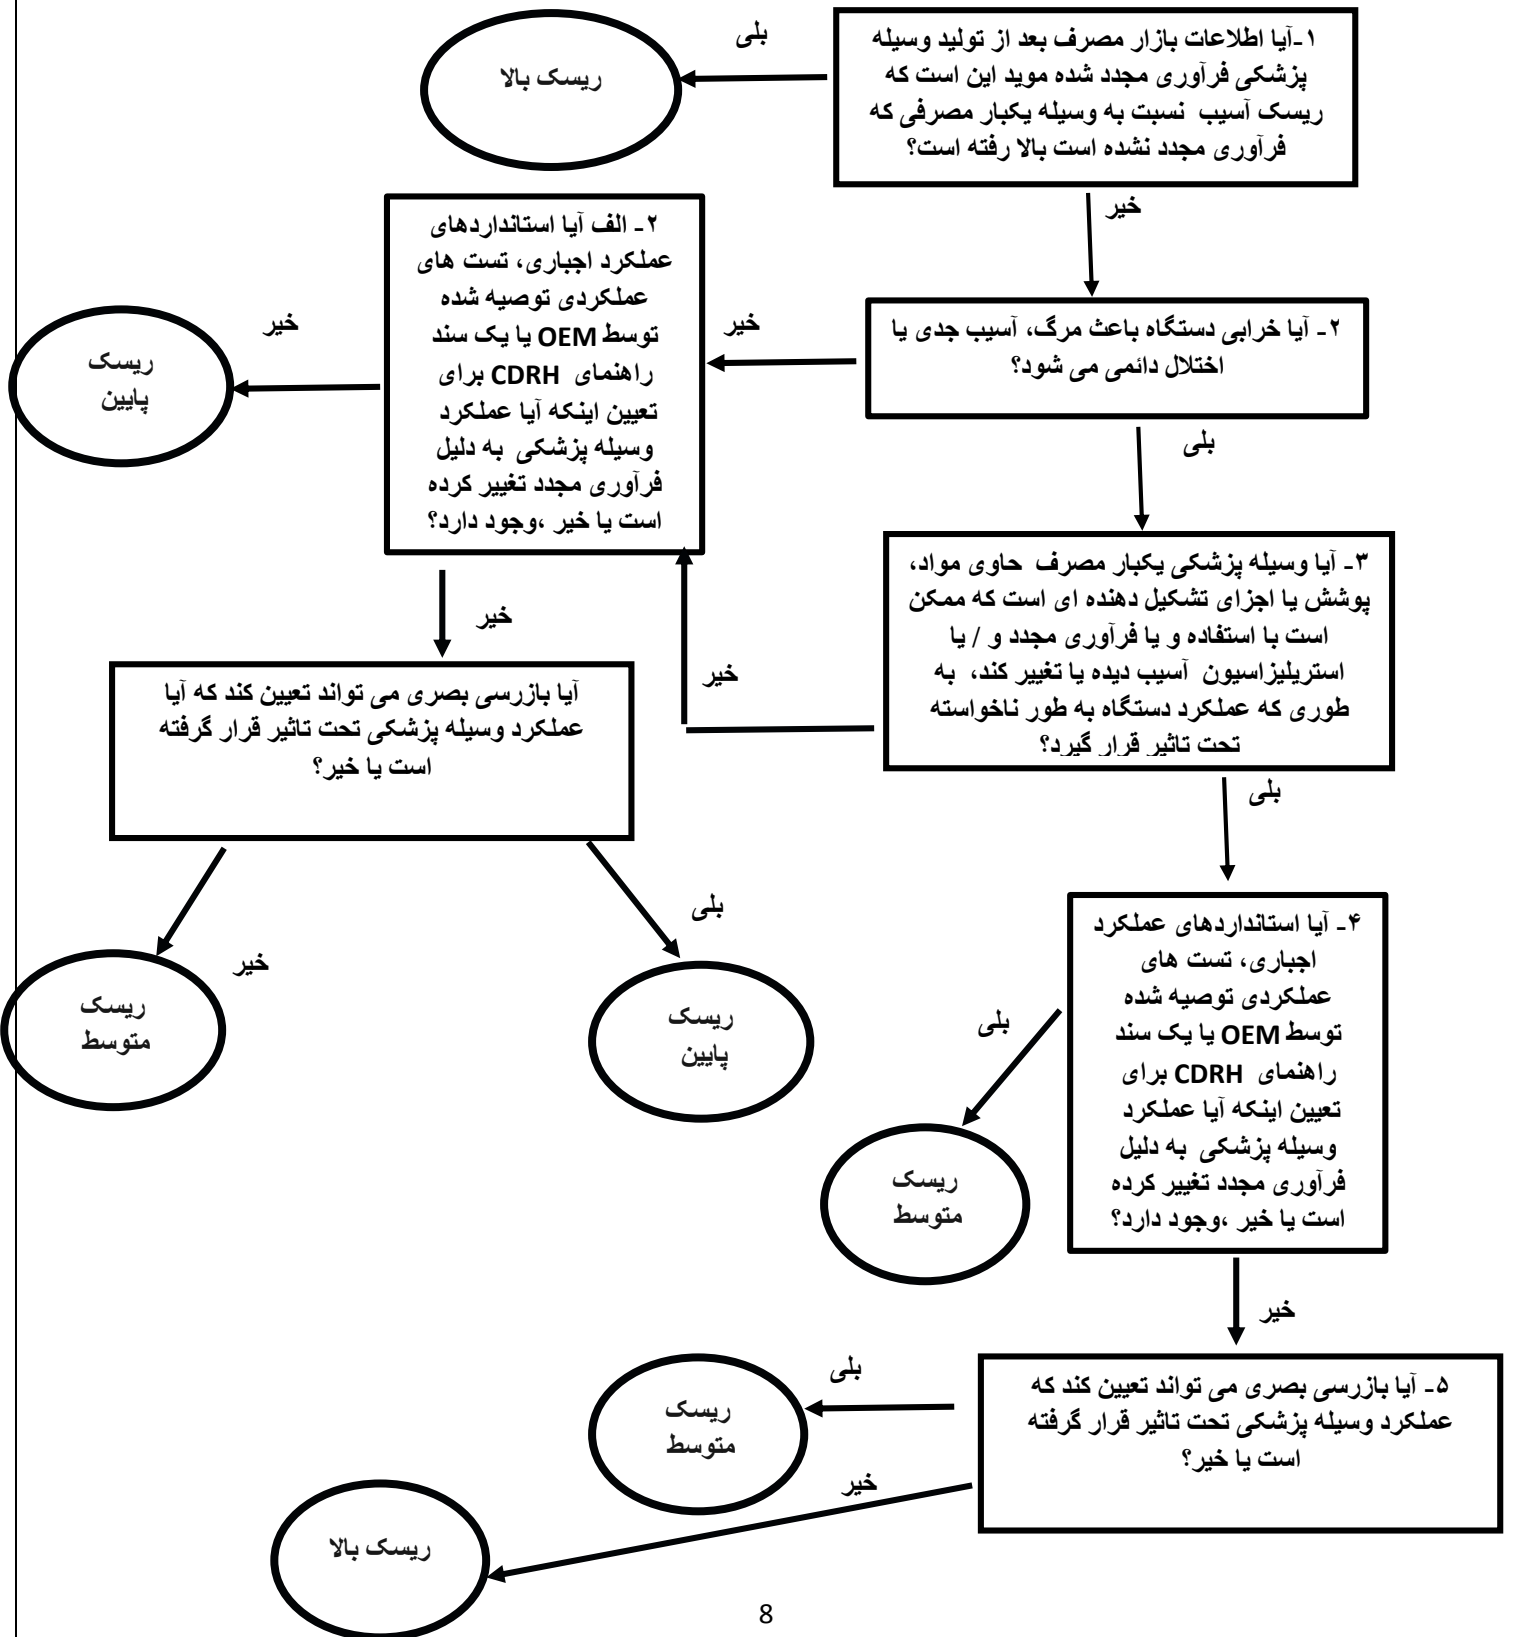 ۱-آیا اطلاعات بازار مصرف بعد از تولید وسیله
پزشکی فرآوری مجدد شده موید این است که
ریسک آسیب نسبت به وسیله یکبار مصرفی که
فرآوری مجدد نشده است بالا رفته است؟
بلی
ریسک بالا
خیر
۲- آیا خرابی دستگاه باعث مرگ، آسیب جدی یا
اختلال دائمی می شود؟
خیر
۲- الف آیا استانداردهای
عملکرد اجباری، تست های
عملکردی توصیه شده
توسط OEM یا یک سند
راهنمای CDRH برای
تعیین اینکه آیا عملکرد
وسیله پزشکی به دلیل
فرآوری مجدد تغییر کرده
است یا خیر ،وجود دارد؟
خیر
ریسک
پایین
بلی
۳- آیا وسیله پزشکی یکبار مصرف حاوی مواد،
پوشش یا اجزای تشکیل دهنده ای است که ممکن
است با استفاده و یا فرآوری مجدد و / یا
استریلیزاسیون آسیب دیده یا تغییر کند، به
طوری که عملکرد دستگاه به طور ناخواسته
تحت تاثیر قرار گیرد؟
خیر
خیر
آیا بازرسی بصری می تواند تعیین کند که آیا
عملکرد وسیله پزشکی تحت تاثیر قرار گرفته
است یا خیر؟
بلی
ریسک
پایین
خیر
ریسک
متوسط
بلی
۴- آیا استانداردهای عملکرد
اجباری، تست های
عملکردی توصیه شده
توسط OEM یا یک سند
راهنمای CDRH برای
تعیین اینکه آیا عملکرد
وسیله پزشکی به دلیل
فرآوری مجدد تغییر کرده
است یا خیر ،وجود دارد؟
بلی
ریسک
متوسط
خیر
۵- آیا بازرسی بصری می تواند تعیین کند که
عملکرد وسیله پزشکی تحت تاثیر قرار گرفته
است یا خیر؟
بلی
ریسک
متوسط
خیر
ریسک بالا
8